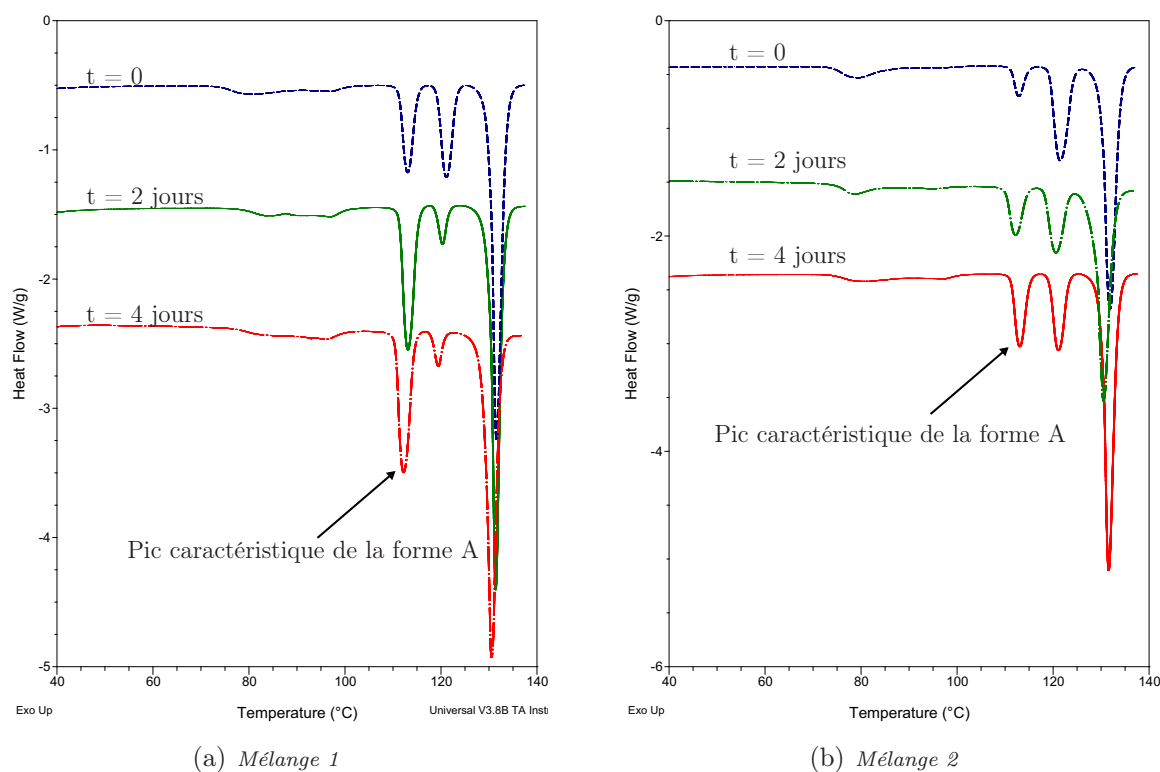 0
-1
-2
-3
-4
-5
Heat Flow (W/g)
t = 0
t = 2 jours
t = 4 jours
Pic caractéristique de la forme A
40
60
80
100
120
140
Exo Up
Temperature (°C)
Universal V3.8B TA Inst
(a) Mélange 1
0
-2
-4
-6
Heat Flow (W/g)
t = 0
t = 2 jours
t = 4 jours
Pic caractéristique de la forme A
40
60
80
100
120
140
Exo Up
Temperature (°C)
(b) Mélange 2